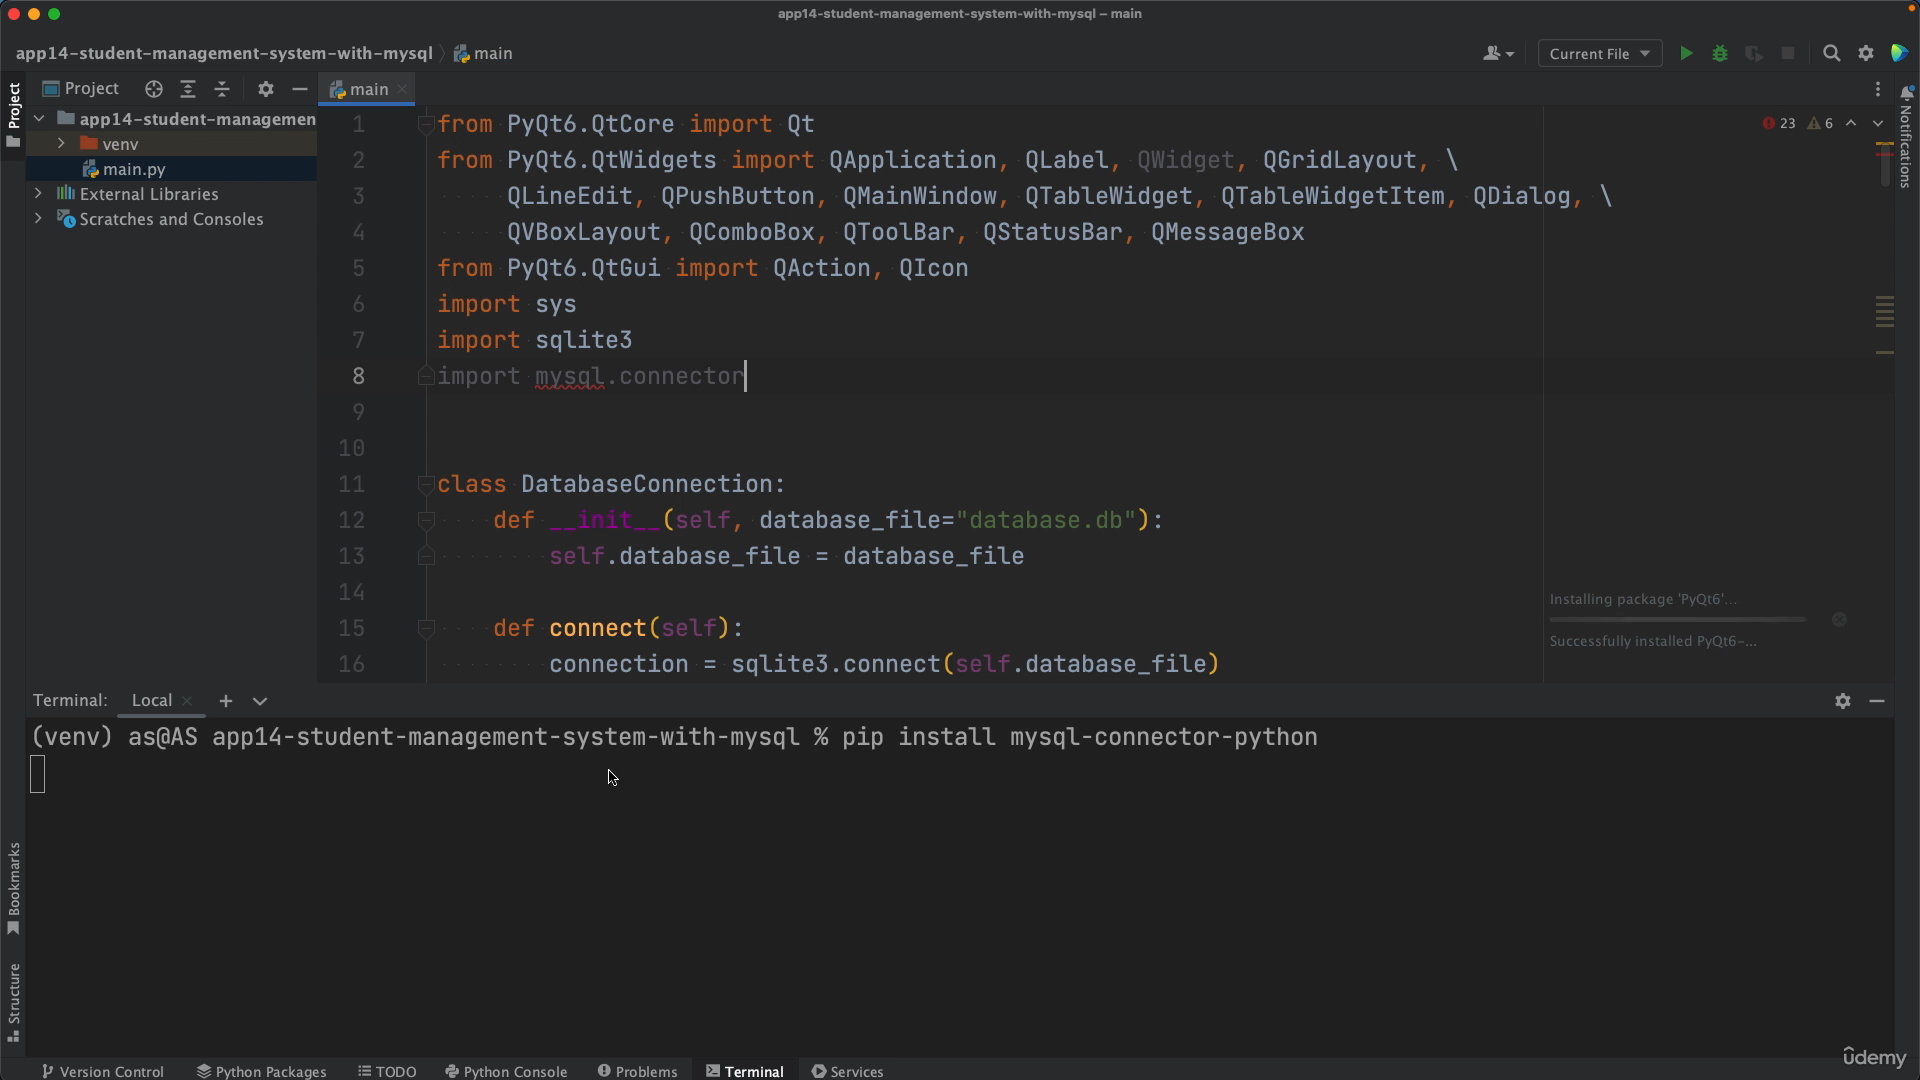 app14-student-management-system-with-mysql – main
app14-student-management-system-with-mysql
main
Current File
Project
main
Project
app14-student-managemen
venv
main.py
External Libraries
Scratches and Consoles
1 from PyQt6.QtCore import Qt
2 from PyQt6.QtWidgets import QApplication, QLabel, QWidget, QGridLayout, \
3 QLineEdit, QPushButton, QMainWindow, QTableWidget, QTableWidgetItem, QDialog, \
4 QVBoxLayout, QComboBox, QToolBar, QStatusBar, QMessageBox
5 from PyQt6.QtGui import QAction, QIcon
6 import sys
7 import sqlite3
8 import mysql.connector
9
10
11 class DatabaseConnection:
12 def __init__(self, database_file="database.db"):
13 self.database_file = database_file
14
15 def connect(self):
16 connection = sqlite3.connect(self.database_file)
23 6
Notifications
Installing package 'PyQt6'...
Successfully installed PyQt6-...
Terminal: Local
(venv) as@AS app14-student-management-system-with-mysql % pip install mysql-connector-python
Bookmarks
Structure
Version Control Python Packages TODO Python Console Problems Terminal Services
ûdemy